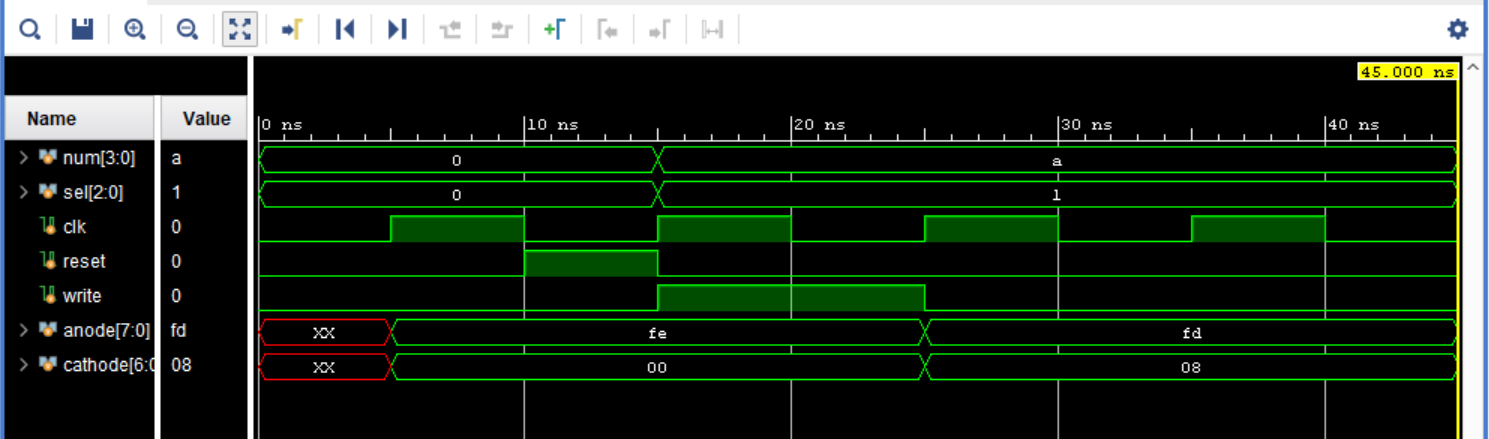 45.000 ns
Name Value 0 ns 10 ns 20 ns 30 ns 40 ns
num[3:0] a 0 a
sel[2:0] 1 0 1
clk 0
reset 0
write 0
anode[7:0] fd XX fe fd
cathode[6:0 08 XX 00 08